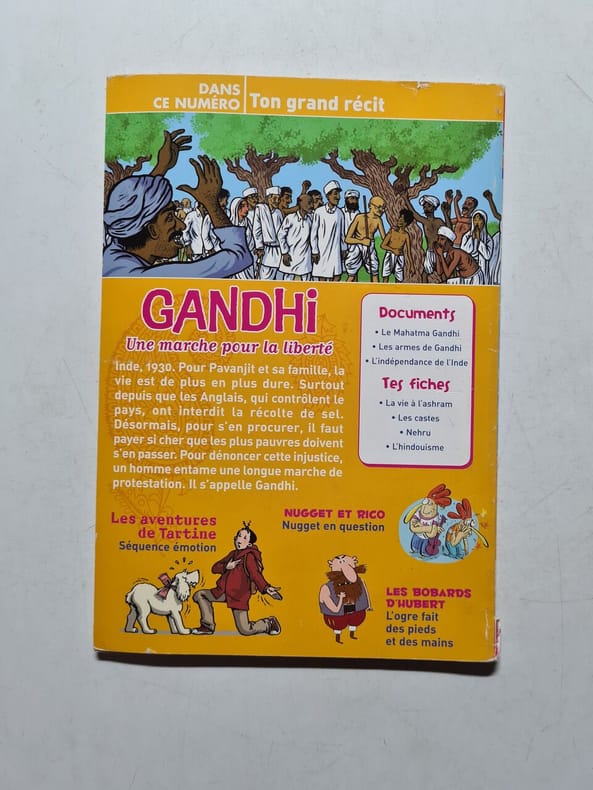 DANS
CE NUMÉRO
Ton grand récit
GANDHi
Une marche pour la liberté
Inde, 1930. Pour Pavanjit et sa famille, la
vie est de plus en plus dure. Surtout
depuis que les Anglais, qui contrôlent le
pays, ont interdit la récolte de sel.
Désormais, pour s'en procurer, il faut
payer si cher que les plus pauvres doivent
s'en passer. Pour dénoncer cette injustice,
un homme entame une longue marche de
protestation. Il s'appelle Gandhi.
Documents
• Le Mahatma Gandhi
• Les armes de Gandhi
• L'indépendance de l'Inde
Tes fiches
• La vie à l'ashram
• Les castes
• Nehru
• L'hindouisme
Les aventures
de Tartine
Séquence émotion
NUGGET ET RICO
Nugget en question
LES BOBARDS
D'HUBERT
L'ogre fait
des pieds
et des mains